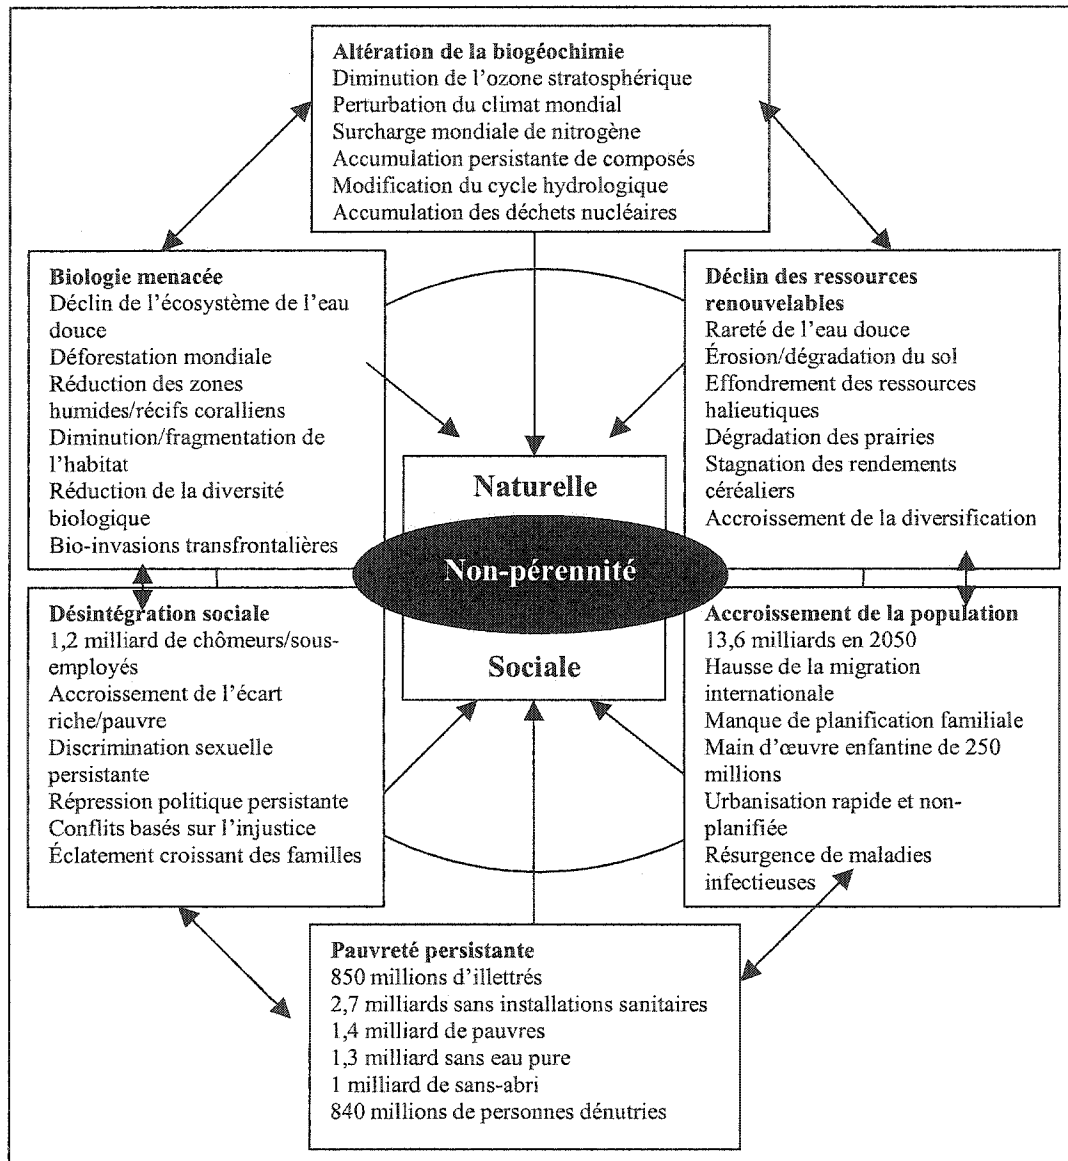 Altération de la biogéochimie
Diminution de l'ozone stratosphérique
Perturbation du climat mondial
Surcharge mondiale de nitrogène
Accumulation persistante de composés
Modification du cycle hydrologique
Accumulation des déchets nucléaires
Biologie menacée
Déclin de l'écosystème de l'eau
douce
Déforestation mondiale
Réduction des zones
humides/récifs coralliens
Diminution/fragmentation de
l'habitat
Réduction de la diversité
biologique
Bio-invasions transfrontalières
Déclin des ressources
renouvelables
Rareté de l'eau douce
Érosion/dégradation du sol
Effondrement des ressources
halieutiques
Dégradation des prairies
Stagnation des rendements
céréaliers
Accroissement de la diversification
Naturelle
Non-pérennité
Sociale
Désintégration sociale
1,2 milliard de chômeurs/sous-
employés
Accroissement de l'écart
riche/pauvre
Discrimination sexuelle
persistante
Répression politique persistante
Conflits basés sur l'injustice
Éclatement croissant des familles
Accroissement de la population
13,6 milliards en 2050
Hausse de la migration
internationale
Manque de planification familiale
Main d'œuvre enfantine de 250
millions
Urbanisation rapide et non-
planifiée
Résurgence de maladies
infectieuses
Pauvreté persistante
850 millions d'illettrés
2,7 milliards sans installations sanitaires
1,4 milliard de pauvres
1,3 milliard sans eau pure
1 milliard de sans-abri
840 millions de personnes dénutries